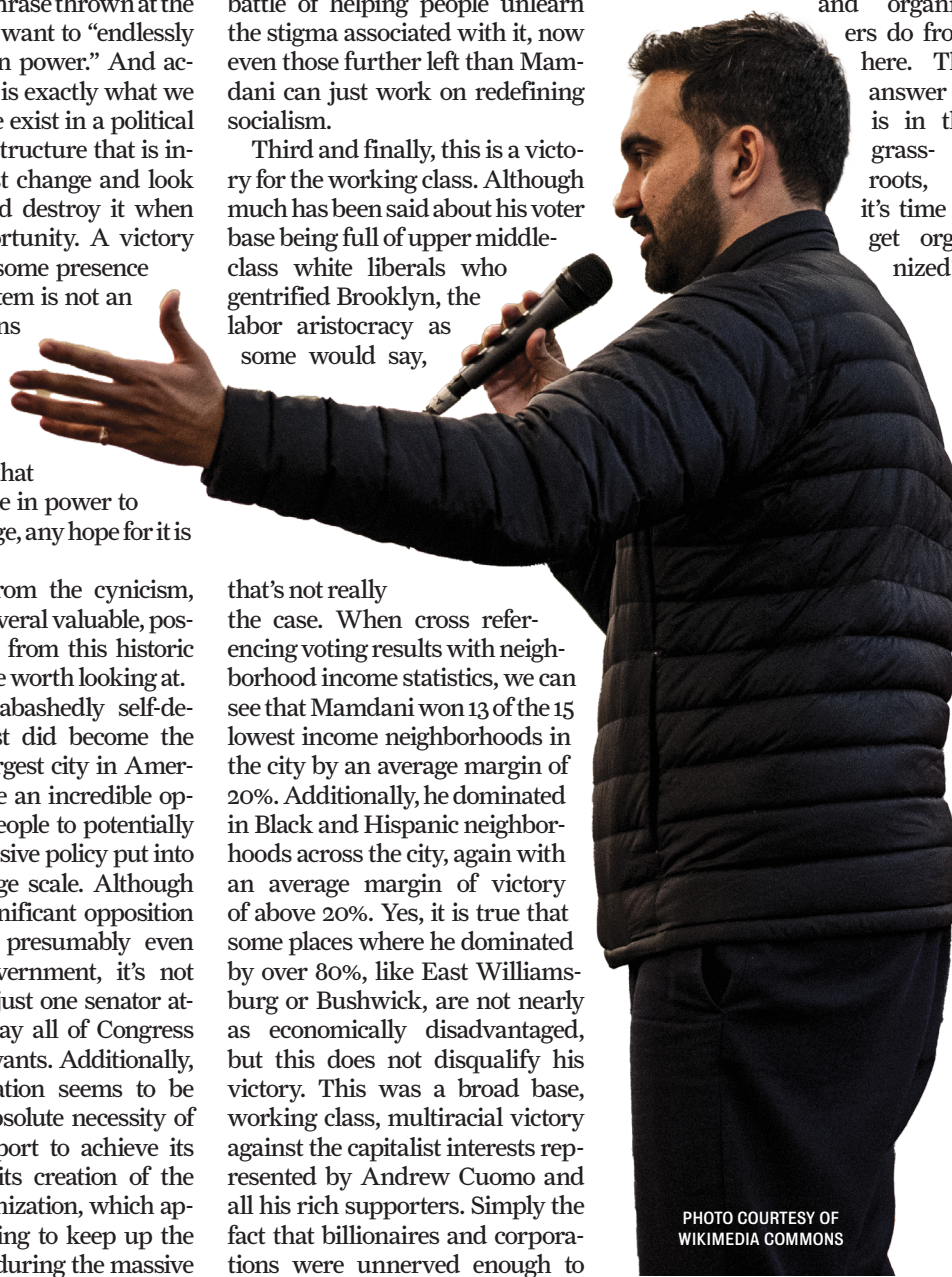 hrase thrown at the
want to “endlessly
n power.” And ac-
is exactly what we
e exist in a political
tructure that is in-
st change and look
d destroy it when
ortunity. A victory
some presence
tem is not an
ns
hat
e in power to
ge, any hope for it is
rom the cynicism,
veral valuable, pos-
from this historic
e worth looking at.
abashedly self-de-
st did become the
rgest city in Amer-
e an incredible op-
eople to potentially
sive policy put into
ge scale. Although
nificant opposition
presumably even
vernment, it’s not
just one senator at-
ay all of Congress
vants. Additionally,
ation seems to be
bsolute necessity of
port to achieve its
its creation of the
nization, which ap-
ing to keep up the
during the massive
battle of helping people unlearn
the stigma associated with it, now
even those further left than Mam-
dani can just work on redefining
socialism.
Third and finally, this is a victo-
ry for the working class. Although
much has been said about his voter
base being full of upper middle-
class white liberals who
gentrified Brooklyn, the
labor aristocracy as
some would say,
that’s not really
the case. When cross refer-
encing voting results with neigh-
borhood income statistics, we can
see that Mamdani won 13 of the 15
lowest income neighborhoods in
the city by an average margin of
20%. Additionally, he dominated
in Black and Hispanic neighbor-
hoods across the city, again with
an average margin of victory
of above 20%. Yes, it is true that
some places where he dominated
by over 80%, like East Williams-
burg or Bushwick, are not nearly
as economically disadvantaged,
but this does not disqualify his
victory. This was a broad base,
working class, multiracial victory
against the capitalist interests rep-
resented by Andrew Cuomo and
all his rich supporters. Simply the
fact that billionaires and corpora-
tions were unnerved enough to
and organi
ers do fro
here. Th
answer
is in th
grass-
roots,
it’s time
get orga
nized
PHOTO COURTESY OF
WIKIMEDIA COMMONS